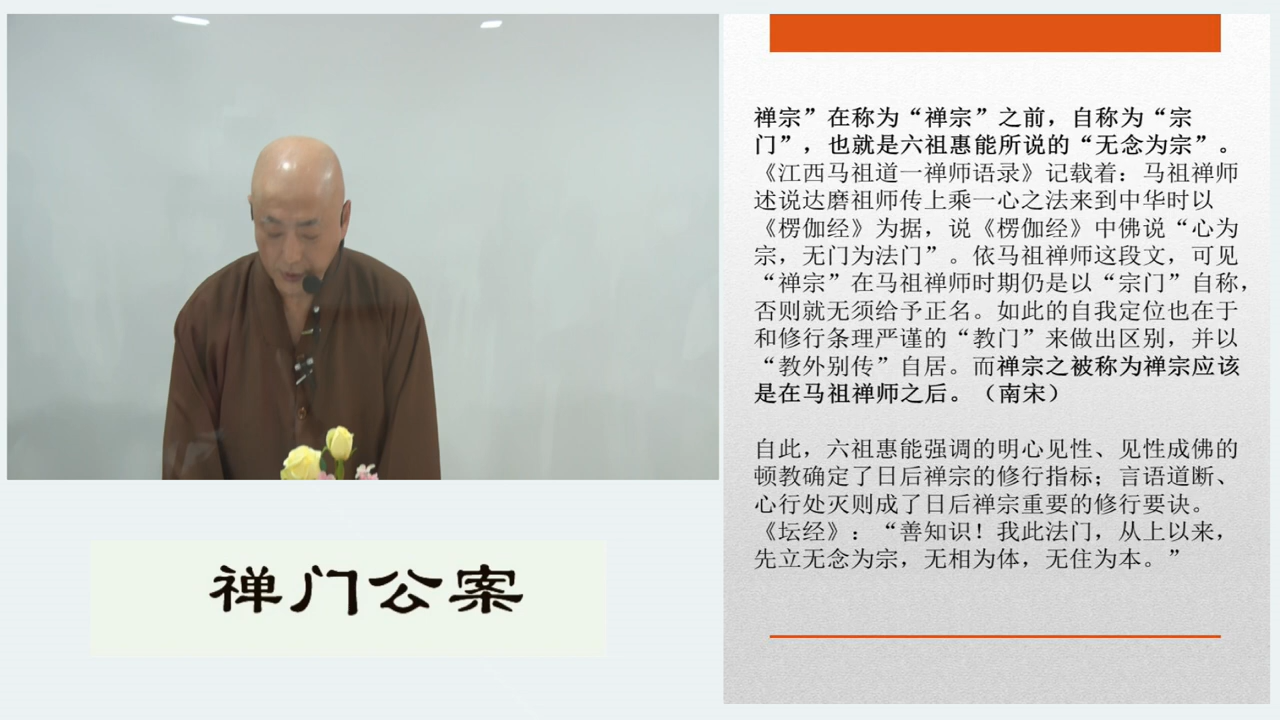 禅宗”在称为“禅宗”之前，自称为“宗
门”，也就是六祖惠能所说的“无念为宗”。
《江西马祖道一禅师语录》记载着：马祖禅师
述说达磨祖师传上乘一心之法来到中华时以
《楞伽经》为据，说《楞伽经》中佛说“心为
宗，无门为法门”。依马祖禅师这段文，可见
“禅宗”在马祖禅师时期仍是以“宗门”自称，
否则就无须给予正名。如此的自我定位也在于
和修行条理严谨的“教门”来做出区别，并以
“教外别传”自居。而禅宗之被称为禅宗应该
是在马祖禅师之后。（南宋）
自此，六祖惠能强调的明心见性、见性成佛的
顿教确定了日后禅宗的修行指标；言语道断、
心行处灭则成了日后禅宗重要的修行要诀。
《坛经》：“善知识！我此法门，从上以来，
先立无念为宗，无相为体，无住为本。”
禅门公案